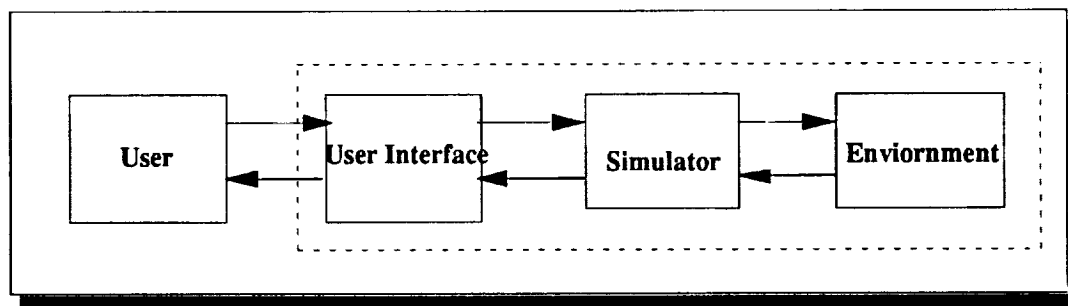 User
User Interface
Simulator
Enviornment